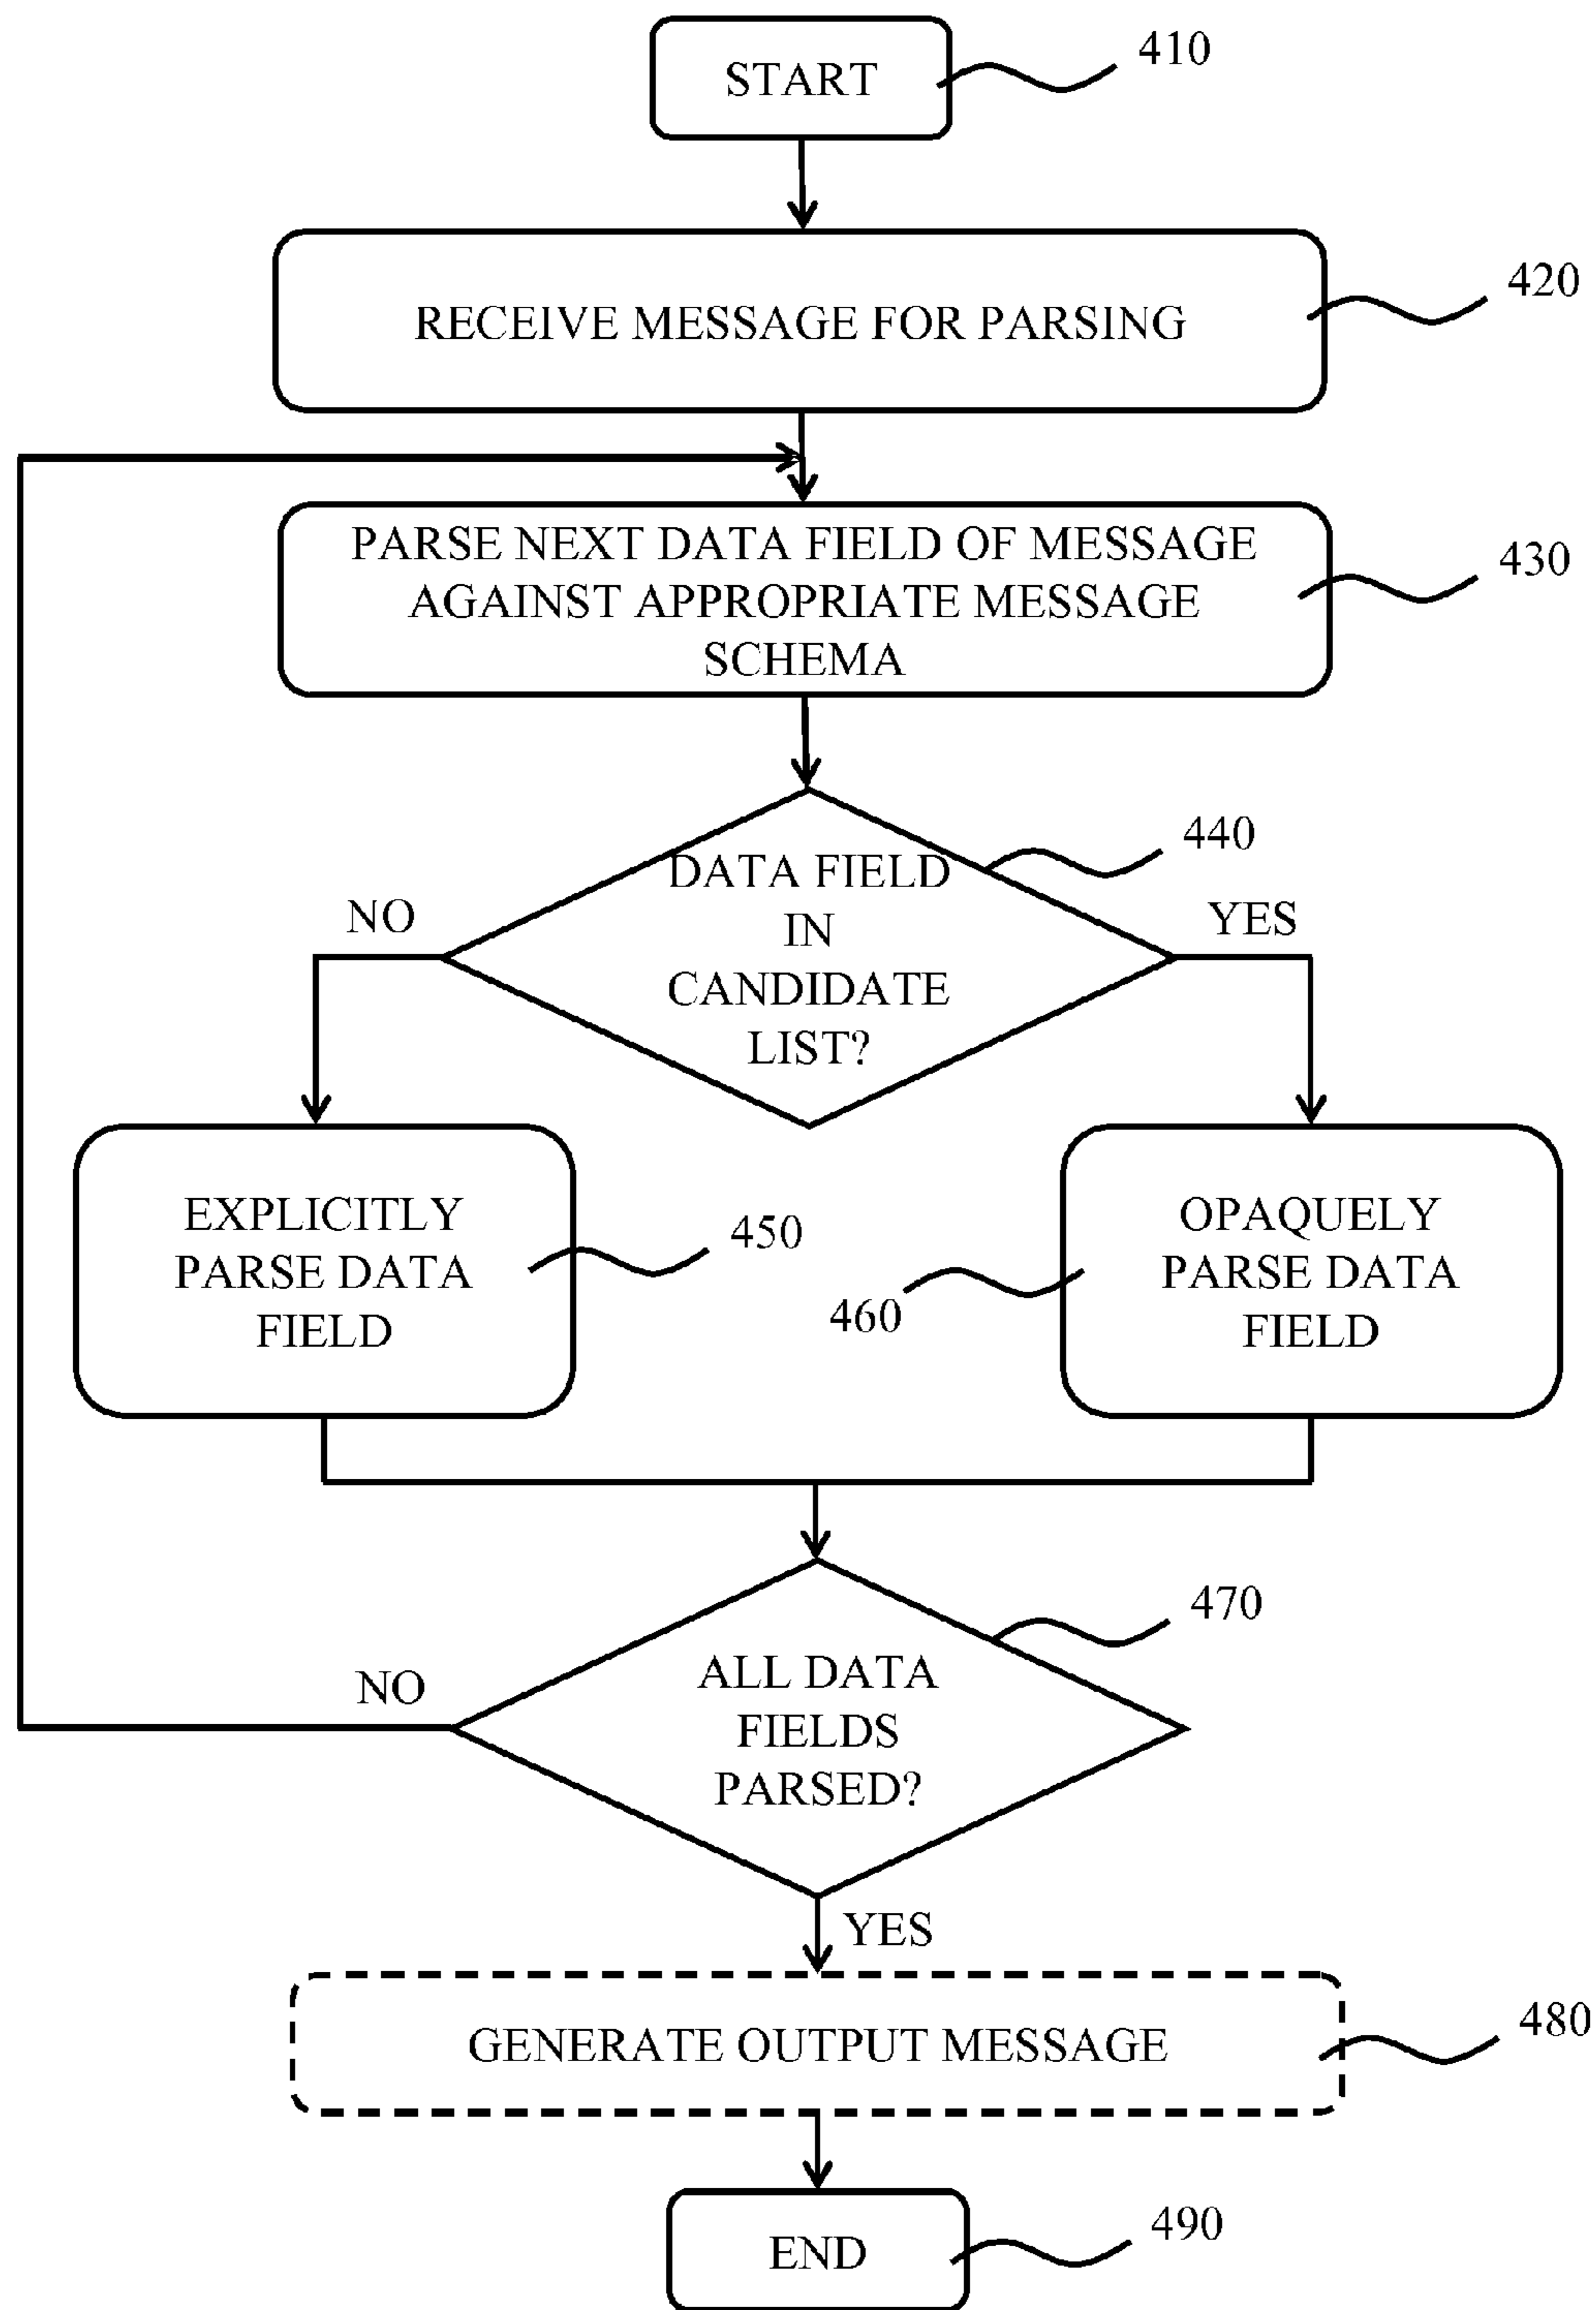 START
410
RECEIVE MESSAGE FOR PARSING
420
PARSE NEXT DATA FIELD OF MESSAGE
AGAINST APPROPRIATE MESSAGE
SCHEMA
430
440
DATA FIELD
IN
CANDIDATE
LIST?
NO
YES
EXPLICITLY
PARSE DATA
FIELD
450
460
OPAQUELY
PARSE DATA
FIELD
470
ALL DATA
FIELDS
PARSED?
NO
YES
GENERATE OUTPUT MESSAGE
480
END
490